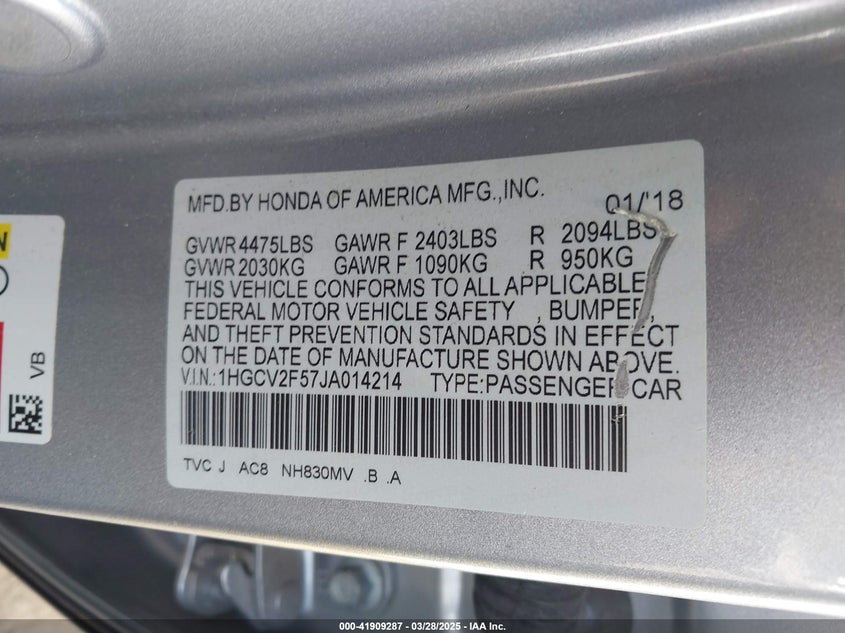 MFD.BY HONDA OF AMERICA MFG.,INC. 01/'18
GVWR 4475LBS GAWR F 2403LBS R 2094LBS
GVWR 2030KG GAWR F 1090KG R 950KG
THIS VEHICLE CONFORMS TO ALL APPLICABLE
FEDERAL MOTOR VEHICLE SAFETY , BUMPER,
AND THEFT PREVENTION STANDARDS IN EFFECT
ON THE DATE OF MANUFACTURE SHOWN ABOVE.
V.I.N.:1HGCV2F57JA014214 TYPE:PASSENGER CAR
TVC J AC8 NH830MV .B .A
N
VB
000-41909287 - 03/28/2025 - IAA Inc.